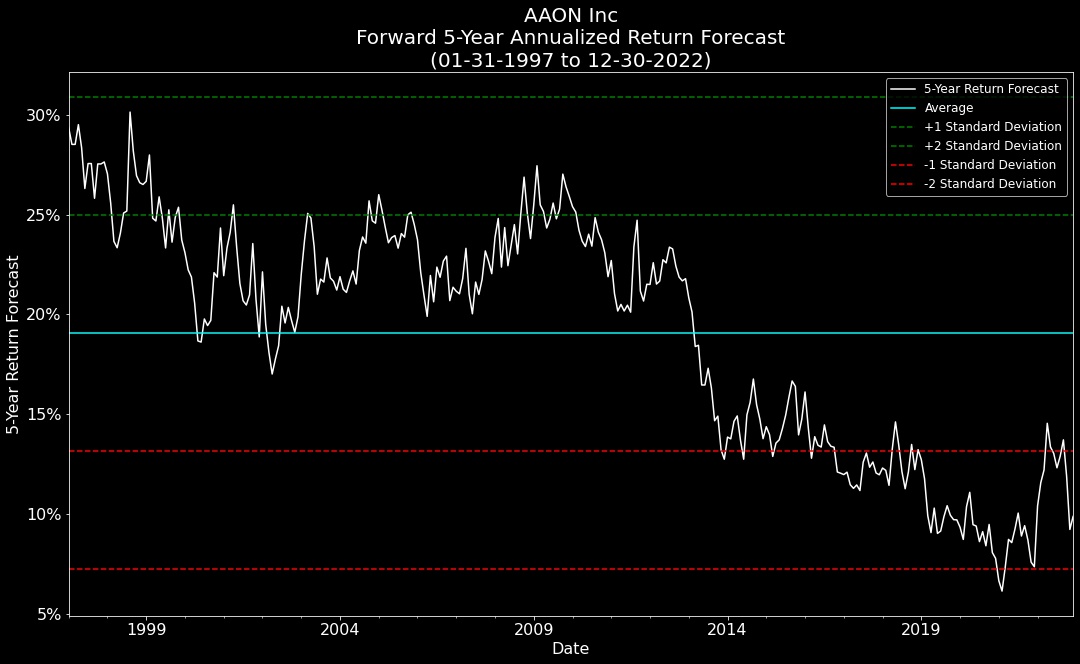 AAON Inc
Forward 5-Year Annualized Return Forecast
(01-31-1997 to 12-30-2022)
5-Year Return Forecast
Average
+1 Standard Deviation
+2 Standard Deviation
-1 Standard Deviation
-2 Standard Deviation
5-Year Return Forecast
30%
25%
20%
15%
10%
5%
1999
2004
2009
2014
2019
Date